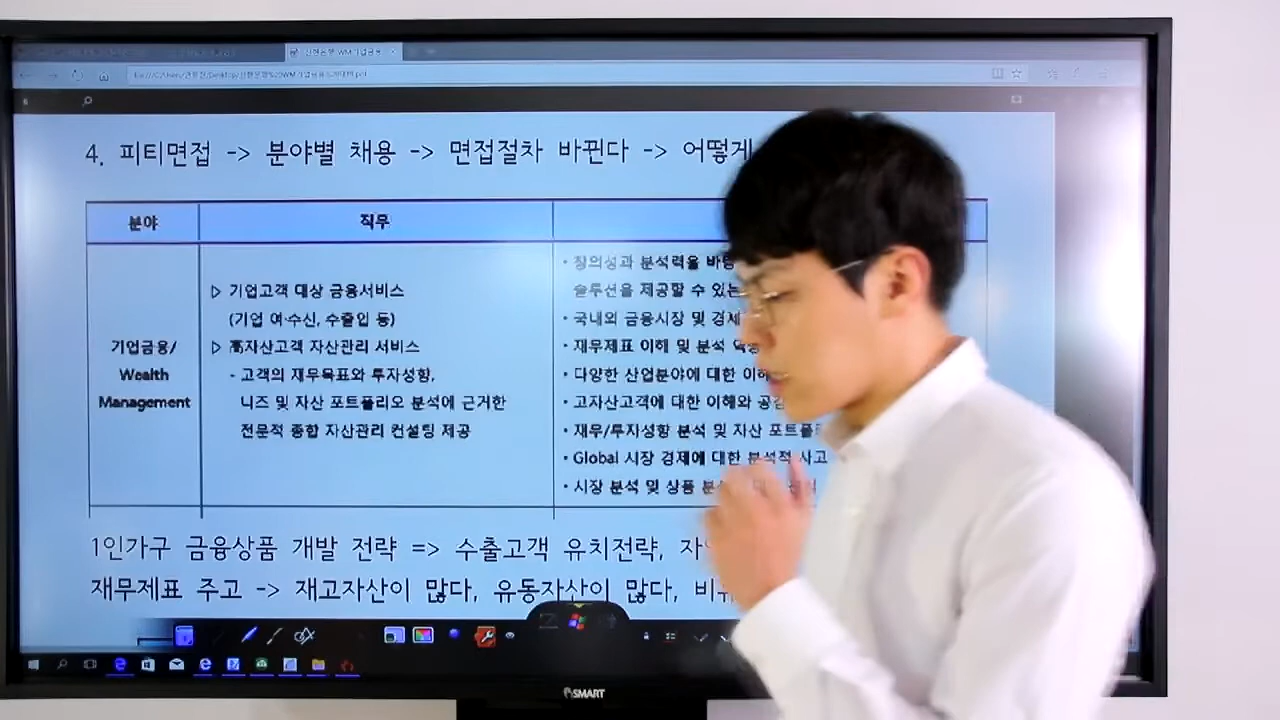 4. 피티면접 -> 분야별 채용 -> 면접절차 바뀐다 -> 어떻게
분야
직무
기업금융/
Wealth
Management
▷ 기업고객 대상 금융서비스
(기업 여·수신, 수출입 등)
▷ 高자산고객 자산관리 서비스
- 고객의 재무목표와 투자성향,
니즈 및 자산 포트폴리오 분석에 근거한
전문적 종합 자산관리 컨설팅 제공
• 창의성과 분석력을
솔루션을 제공할 수 있는
• 국내외 금융시장 및
• 재무제표 이해 및 분석
• 다양한 산업분야에 대한
• 고자산고객에 대한 이해와
• 재무/투자성향 분석 및 자산
• Global 시장 경제에 대한 분석적 사고
• 시장 분석 및 상품
1인가구 금융상품 개발 전략 => 수출고객 유치전략,
재무제표 주고 -> 재고자산이 많다, 유동자산이 많다,
SMART